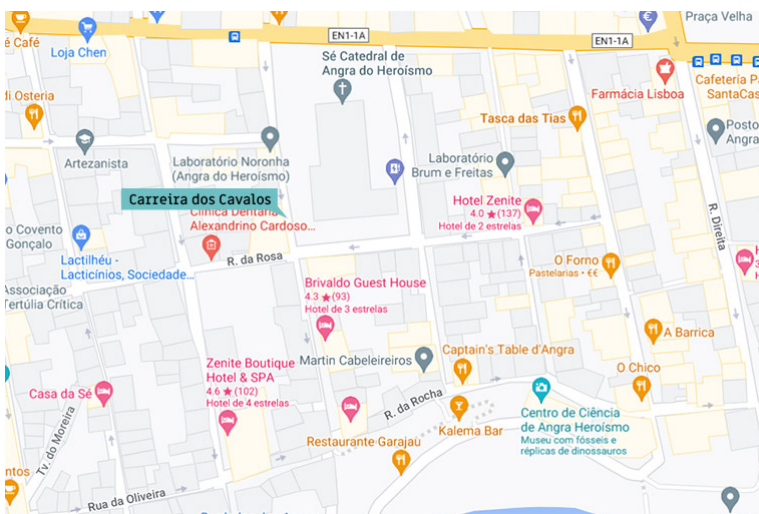 é Café
Loja Chen
EN1-1A
Sé Catedral de
Angra do Heroísmo
EN1-1A
Praça Velha
di Osteria
Farmácia Lisboa
Cafetería Pa
SantaCas
Tasca das Tias
Artezanista
Laboratório Noronha
(Angra do Heroísmo)
Laboratório
Brum e Freitas
Posto
Angra
Carreira dos Cavalos
Hotel Zenite
4.0 ★ (137)
Hotel de 2 estrelas
R. Direita
Clínica Dentária
Alexandrino Cardoso...
o Covento
Gonçalo
Lactilhéu -
Lacticínios, Sociedade...
R. da Rosa
O Forno
Pastelarias • €€
H
3
H
Associação
Tertúlia Crítica
Brivaldo Guest House
4.3 ★ (93)
Hotel de 3 estrelas
A Barrica
Martin Cabeleireiros
Captain's Table d'Angra
O Chico
Zenite Boutique
Hotel & SPA
4.6 ★ (102)
Hotel de 4 estrelas
Casa da Sé
R. da Rocha
Centro de Ciência
de Angra Heroísmo
Museu com fósseis e
réplicas de dinossauros
Tv. do Moreira
Kalema Bar
Restaurante Garajaú
ntos
Rua da Oliveira